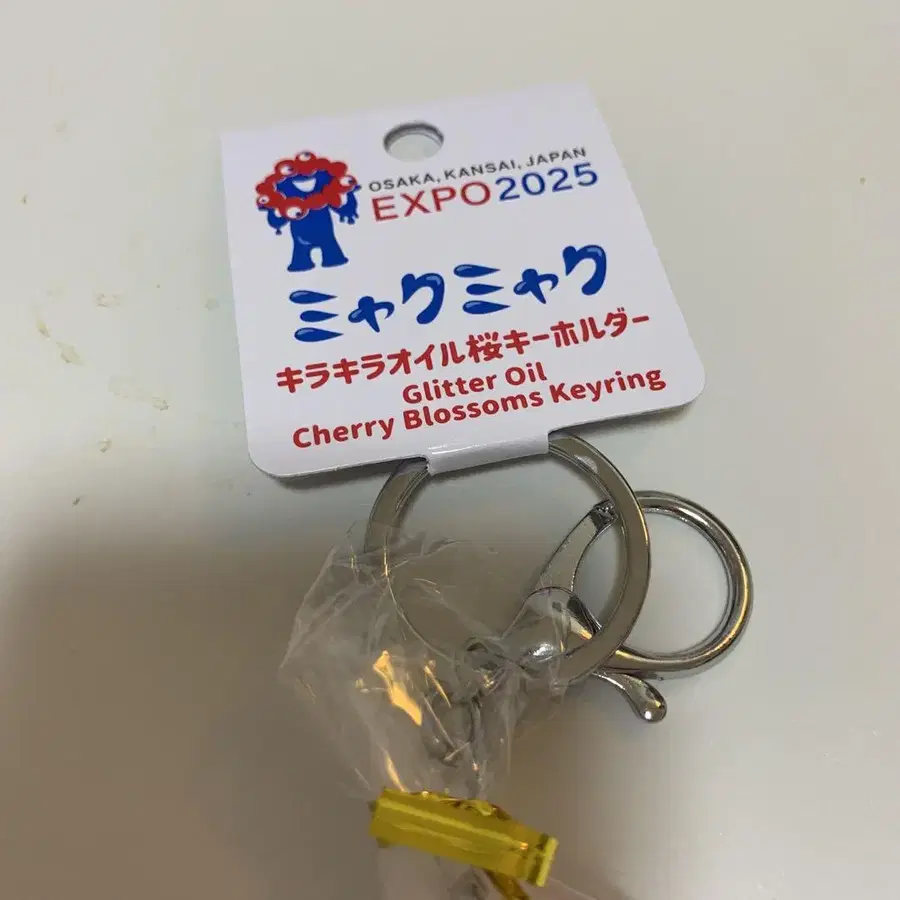 OSAKA, KANSAI, JAPAN
EXPO2025
ミャクミャク
キラキラオイル桜キーホルダー
Glitter Oil
Cherry Blossoms Keyring